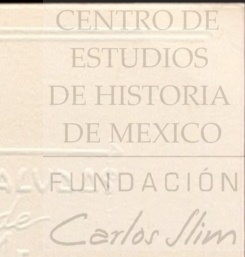 CENTRO DE
ESTUDIOS
DE HISTORIA
DE MEXICO
FUNDACIÓN
Carlos Slim